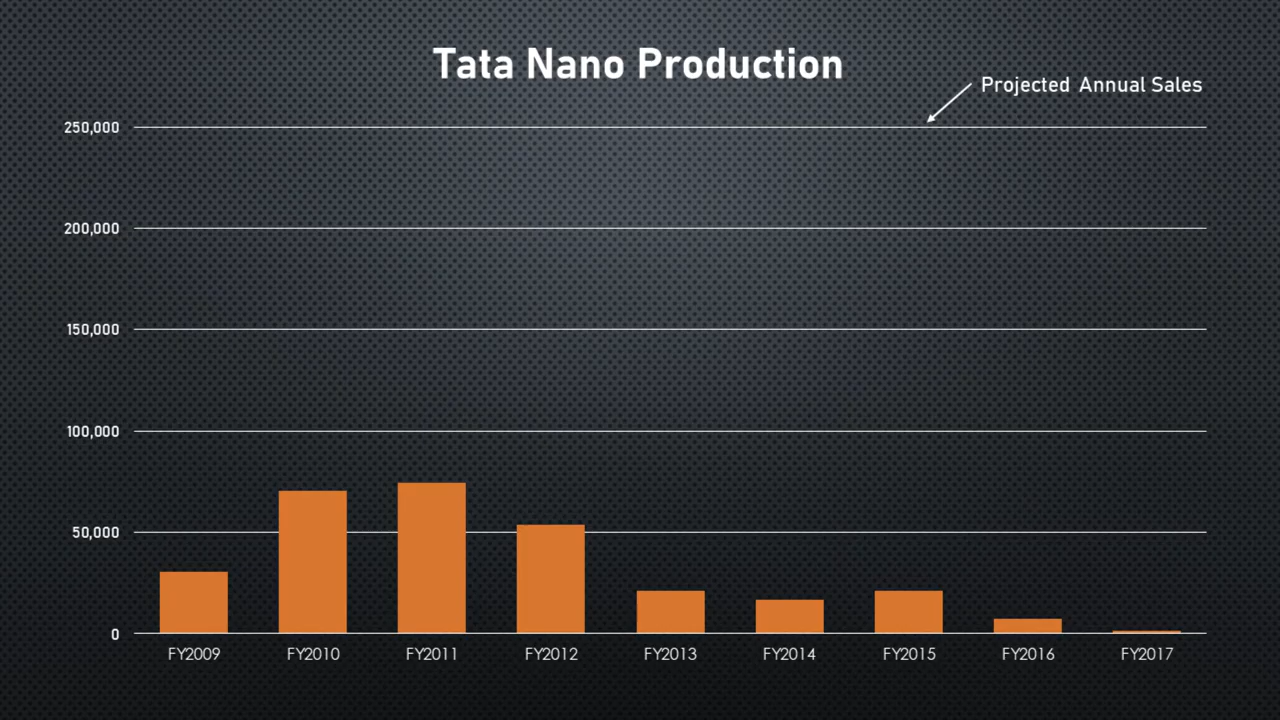 Tata Nano Production
Projected Annual Sales
250,000
200,000
150,000
100,000
50,000
0
FY2009 FY2010 FY2011 FY2012 FY2013 FY2014 FY2015 FY2016 FY2017